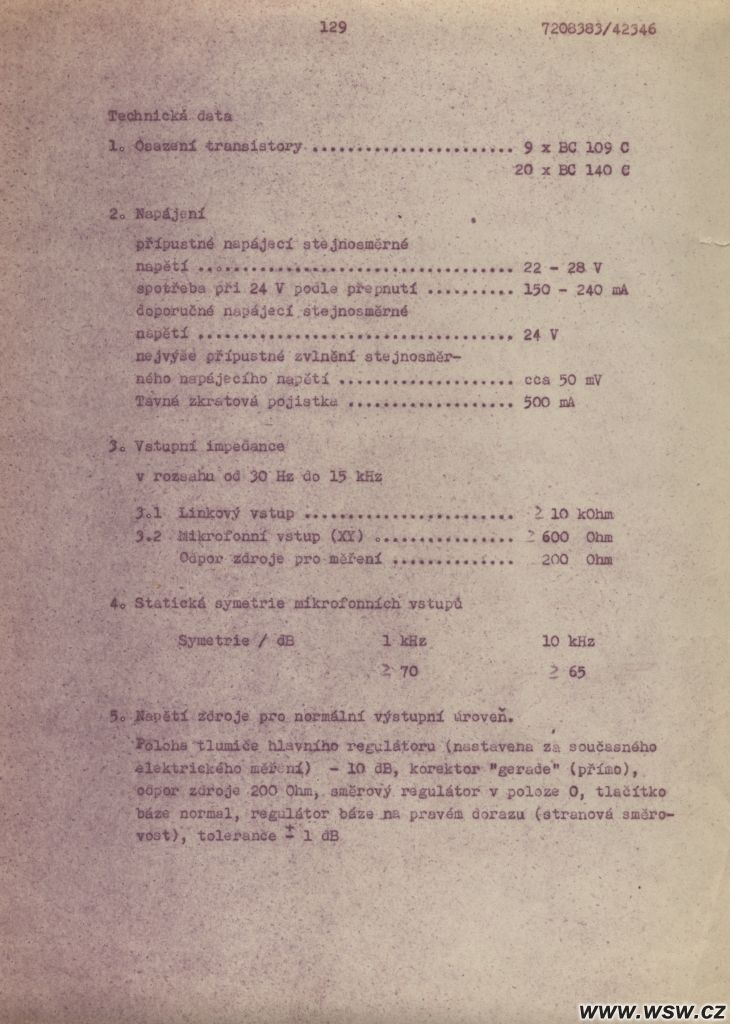 129 7208383/42346
Technická data
1. Osazení transistory ....................... 9 x BC 109 C
20 x BC 140 C
2. Napájení
přípustné napájecí stejnosměrné
napětí .................................... 22 - 28 V
spotřeba při 24 V podle přepnutí .......... 150 - 240 mA
doporučné napájecí stejnosměrné
napětí .................................... 24 V
nejvýše přípustné zvlnění stejnosměr-
ného napájecího napětí .................... cca 50 mV
Tavná zkratová pojistka ................... 500 mA
3. Vstupní impedance
v rozsahu od 30 Hz do 15 kHz
3.1 Linkový vstup ........................ ≥ 10 kOhm
3.2 Mikrofonní vstup (XY) ................ ≥ 600 Ohm
Odpor zdroje pro měření .............. 200 Ohm
4. Statická symetrie mikrofonních vstupů
Symetrie / dB 1 kHz 10 kHz
≥ 70 ≥ 65
5. Napětí zdroje pro normální výstupní úroveň.
Poloha tlumiče hlavního regulátoru (nastavena za současného
elektrického měření) - 10 dB, korektor "gerade" (přímo),
odpor zdroje 200 Ohm, směrový regulátor v poloze 0, tlačítko
báze normal, regulátor báze na pravém dorazu (stranová směro-
vost), tolerance ± 1 dB
www.wsw.cz